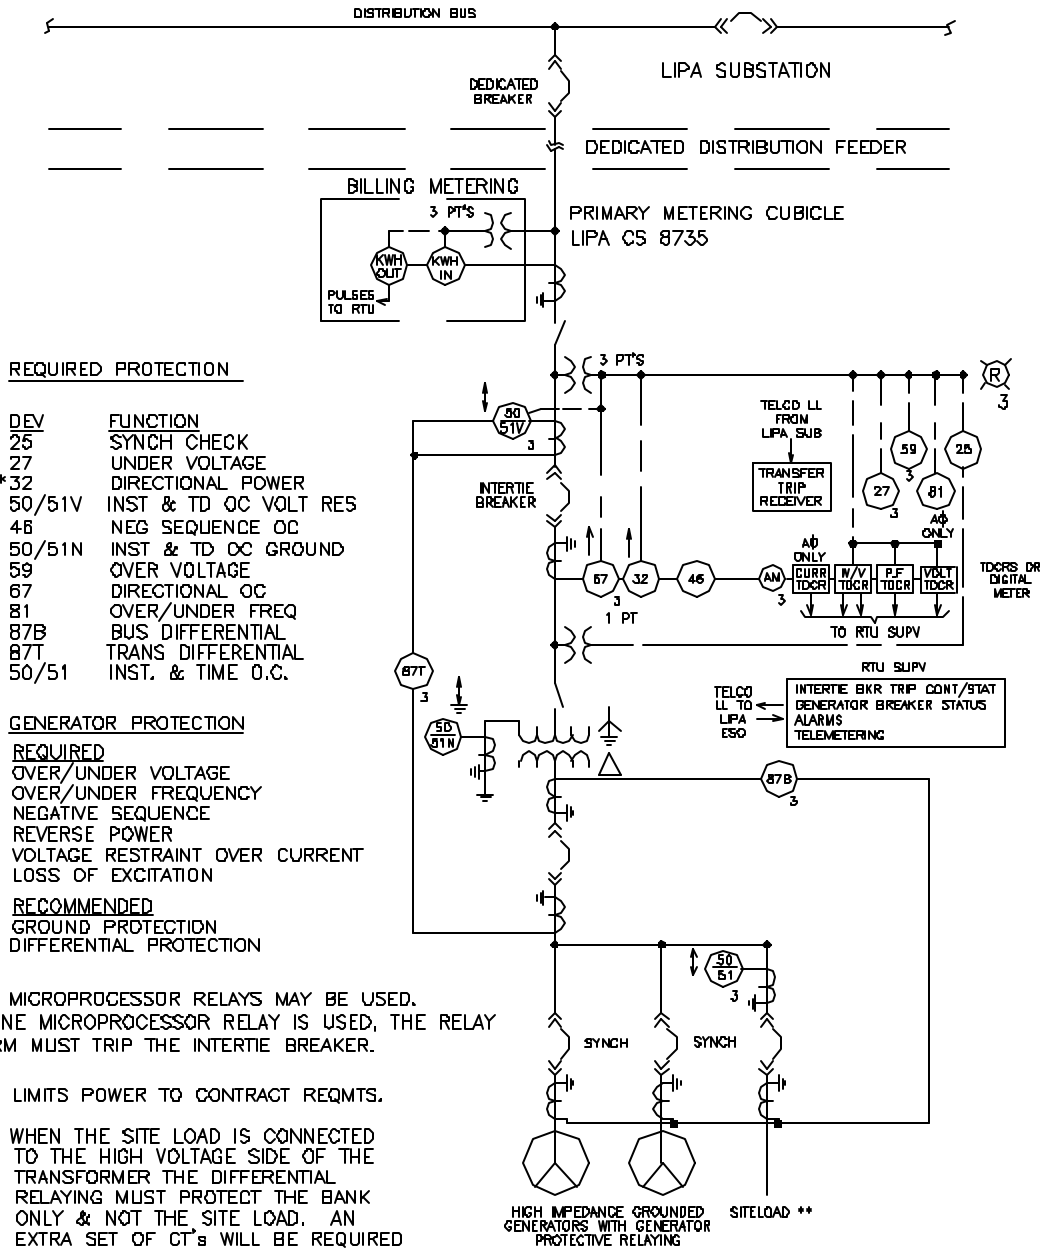 DISTRIBUTION BUS
LIPA SUBSTATION
DEDICATED
BREAKER
DEDICATED DISTRIBUTION FEEDER
BILLING METERING
3 PT'S
PRIMARY METERING CUBICLE
LIPA CS 8735
KWH
OUT
KWH
IN
PULSES
TO RTU
3 PT'S
R
3
REQUIRED PROTECTION
DEV FUNCTION
25 SYNCH CHECK
27 UNDER VOLTAGE
*32 DIRECTIONAL POWER
50/51V INST & TD OC VOLT RES
46 NEG SEQUENCE OC
50/51N INST & TD OC GROUND
59 OVER VOLTAGE
67 DIRECTIONAL OC
81 OVER/UNDER FREQ
87B BUS DIFFERENTIAL
87T TRANS DIFFERENTIAL
50/51 INST. & TIME O.C.
50
51V
3
TELCO LL
FROM
LIPA SUB
TRANSFER
TRIP
RECEIVER
59
3
25
27
3
81
AØ
ONLY
INTERTIE
BREAKER
67
3
32
46
AM
3
1 PT
AØ
ONLY
CURR
TDCR
W/V
TDCR
P.F
TDCR
VOLT
TDCR
TDCRS OR
DIGITAL
METER
TO RTU SUPV
87T
3
RTU SUPV
TELCO
LL TO
LIPA
ESO
INTERTIE BKR TRIP CONT/STAT
GENERATOR BREAKER STATUS
ALARMS
TELEMETERING
50
51N
GENERATOR PROTECTION
REQUIRED
OVER/UNDER VOLTAGE
OVER/UNDER FREQUENCY
NEGATIVE SEQUENCE
REVERSE POWER
VOLTAGE RESTRAINT OVER CURRENT
LOSS OF EXCITATION
RECOMMENDED
GROUND PROTECTION
DIFFERENTIAL PROTECTION
87B
3
50
51
3
MICROPROCESSOR RELAYS MAY BE USED.
NE MICROPROCESSOR RELAY IS USED, THE RELAY
RM MUST TRIP THE INTERTIE BREAKER.
SYNCH
SYNCH
LIMITS POWER TO CONTRACT REQMTS.
WHEN THE SITE LOAD IS CONNECTED
TO THE HIGH VOLTAGE SIDE OF THE
TRANSFORMER THE DIFFERENTIAL
RELAYING MUST PROTECT THE BANK
ONLY & NOT THE SITE LOAD. AN
EXTRA SET OF CT's WILL BE REQUIRED
HIGH IMPEDANCE GROUNDED
GENERATORS WITH GENERATOR
PROTECTIVE RELAYING
SITELOAD **